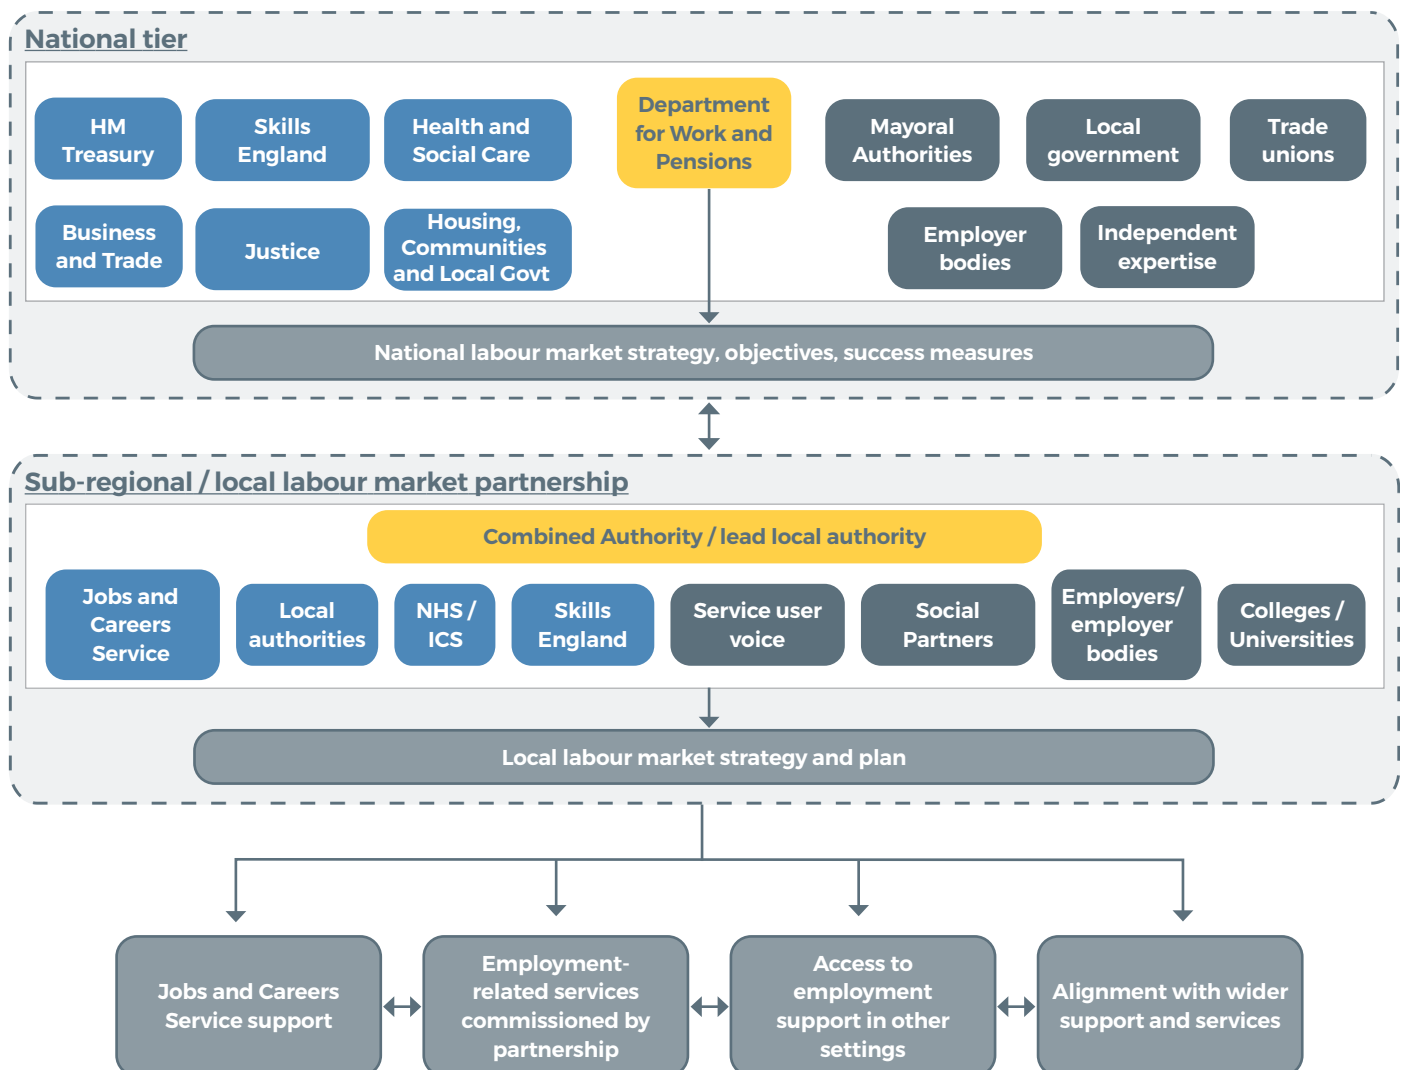 National tier
HM
Treasury
Skills
England
Health and
Social Care
Department
for Work and
Pensions
Mayoral
Authorities
Local
government
Trade
unions
Business
and Trade
Justice
Housing,
Communities
and Local Govt
Employer
bodies
Independent
expertise
National labour market strategy, objectives, success measures
Sub-regional / local labour market partnership
Combined Authority / lead local authority
Jobs and
Careers
Service
Local
authorities
NHS /
ICS
Skills
England
Service user
voice
Social
Partners
Employers/
employer
bodies
Colleges /
Universities
Local labour market strategy and plan
Jobs and Careers
Service support
Employment-
related services
commissioned by
partnership
Access to
employment
support in other
settings
Alignment with wider
support and services